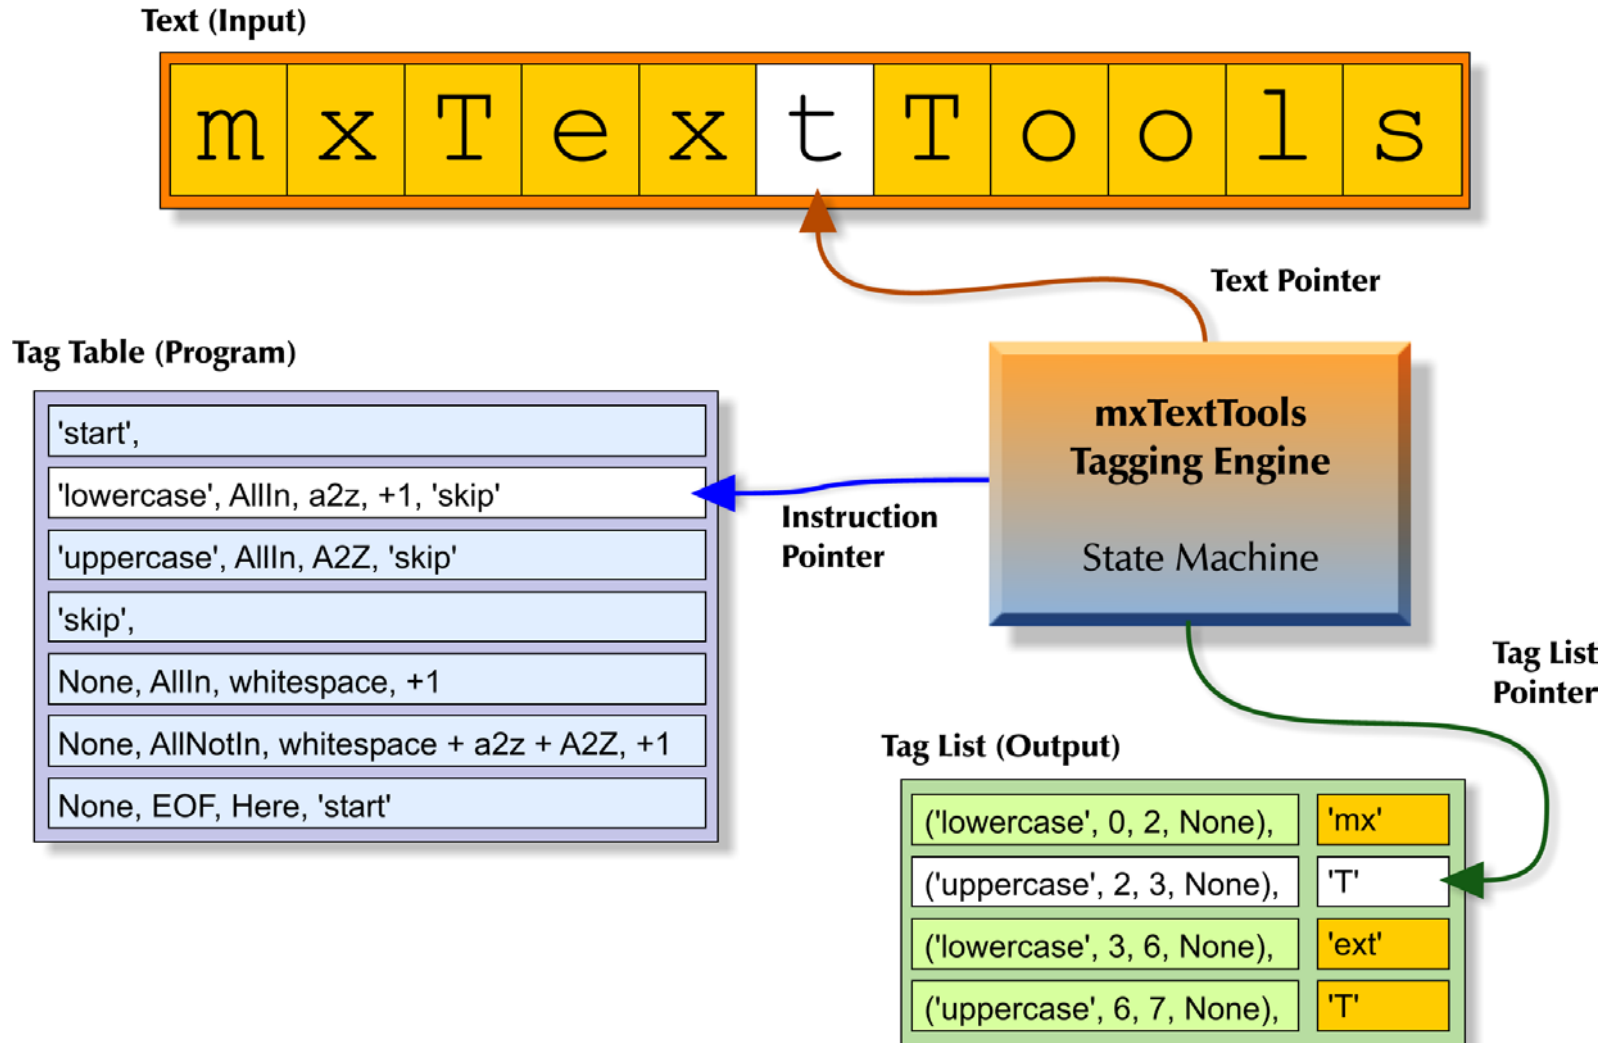 Text (Input)
m x T e x t T o o l s
Text Pointer
Tag Table (Program)
'start',
'lowercase', AllIn, a2z, +1, 'skip'
'uppercase', AllIn, A2Z, 'skip'
'skip',
None, AllIn, whitespace, +1
None, AllNotIn, whitespace + a2z + A2Z, +1
None, EOF, Here, 'start'
Instruction
Pointer
mxTextTools
Tagging Engine
State Machine
Tag List
Pointer
Tag List (Output)
('lowercase', 0, 2, None), 'mx'
('uppercase', 2, 3, None), 'T'
('lowercase', 3, 6, None), 'ext'
('uppercase', 6, 7, None), 'T'